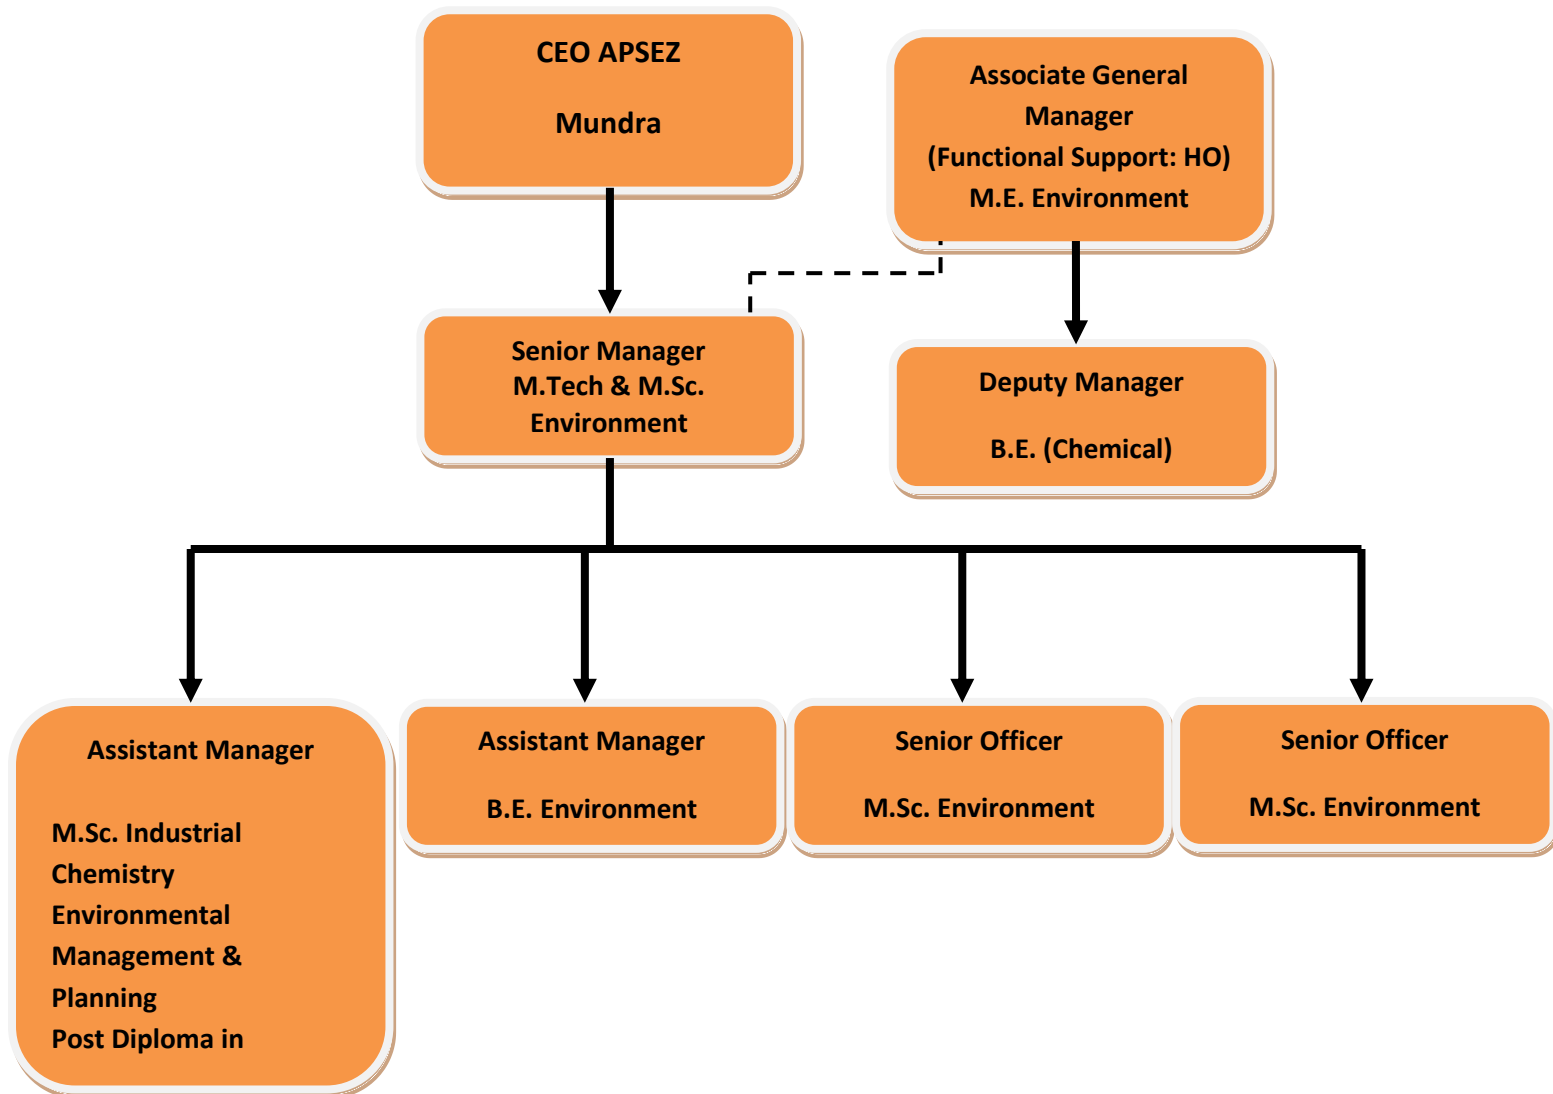 CEO APSEZ
Mundra
Associate General
Manager
(Functional Support: HO)
M.E. Environment
Senior Manager
M.Tech & M.Sc.
Environment
Deputy Manager
B.E. (Chemical)
Assistant Manager
M.Sc. Industrial
Chemistry
Environmental
Management &
Planning
Post Diploma in
Assistant Manager
B.E. Environment
Senior Officer
M.Sc. Environment
Senior Officer
M.Sc. Environment